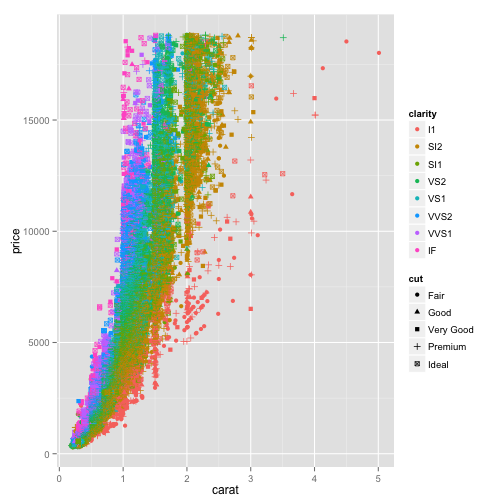 15000
10000
5000
0
price
0 1 2 3 4 5
carat
clarity
I1
SI2
SI1
VS2
VS1
VVS2
VVS1
IF
cut
Fair
Good
Very Good
Premium
Ideal